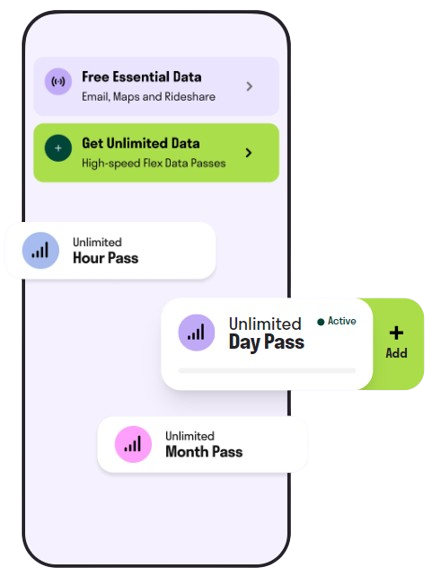 Free Essential Data
Email, Maps and Rideshare
Get Unlimited Data
High-speed Flex Data Passes
Unlimited
Hour Pass
Unlimited
Day Pass
Active
Add
Unlimited
Month Pass